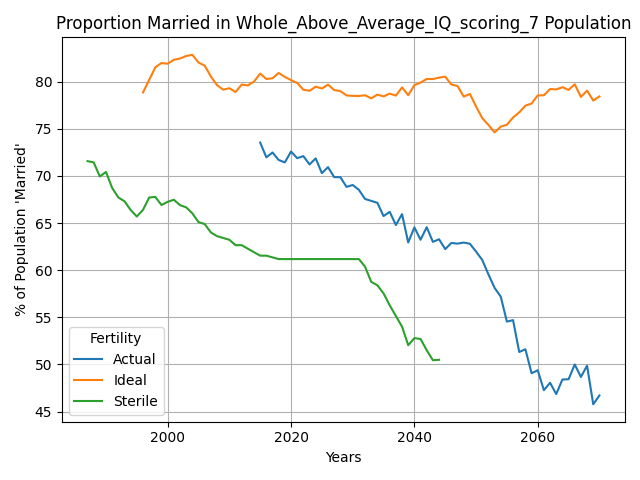 Proportion Married in Whole_Above_Average_IQ_scoring_7 Population
% of Population 'Married'
80
75
70
65
60
55
50
45
Fertility
Actual
Ideal
Sterile
2000
2020
2040
2060
Years